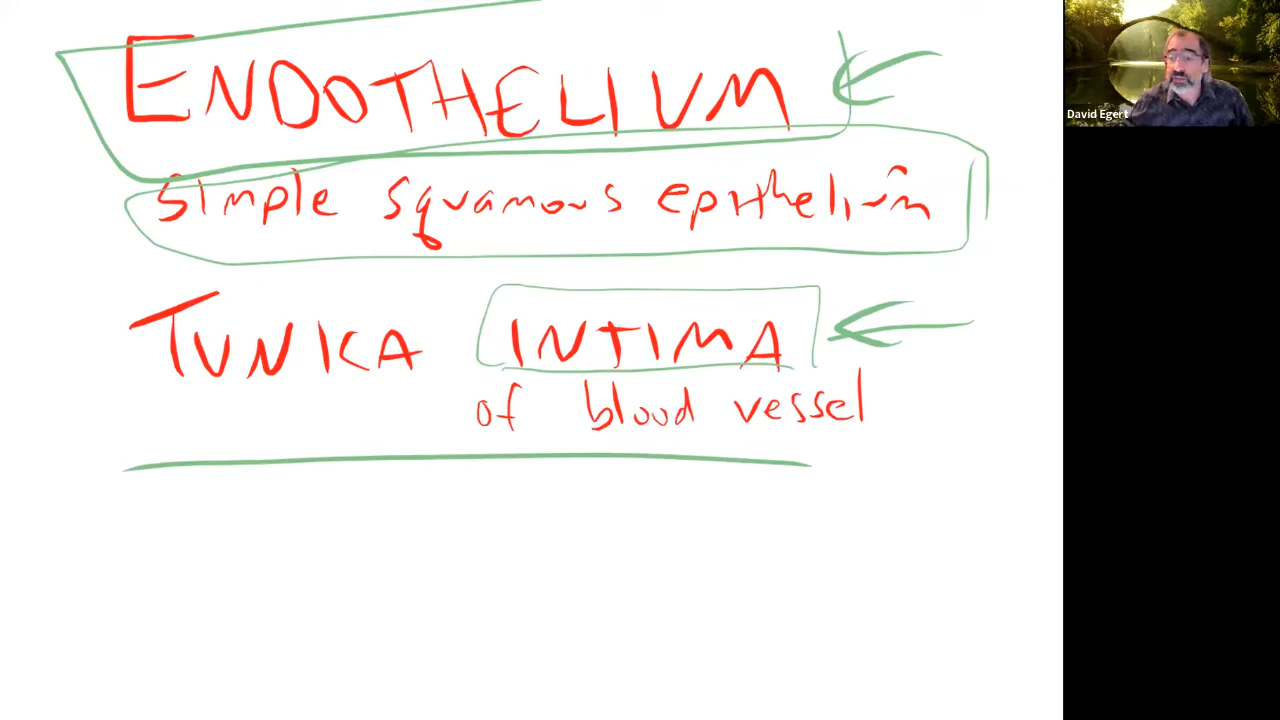 ENDOTHELIUM
simple squamous epithelium
TUNICA INTIMA
of blood vessel
David Egert